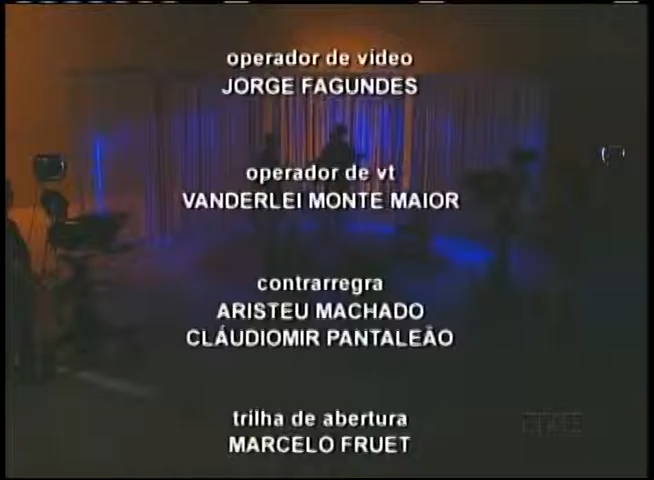 operador de vídeo
JORGE FAGUNDES
operador de vt
VANDERLEI MONTE MAIOR
contrarregra
ARISTEU MACHADO
CLÁUDIOMIR PANTALEÃO
trilha de abertura
MARCELO FRUET